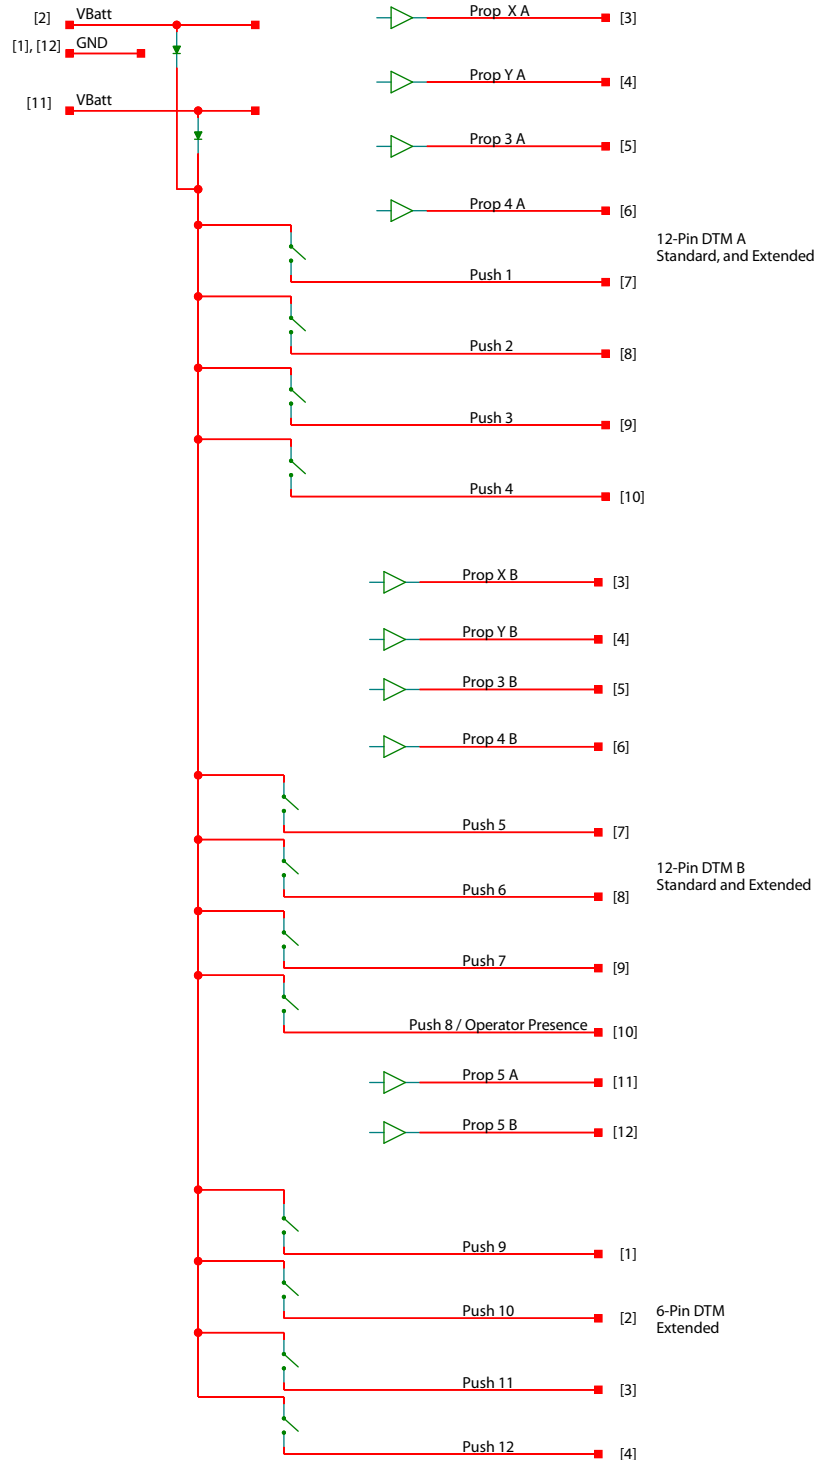 [2] VBatt
[1], [12] GND
[11] VBatt
Prop X A [3]
Prop Y A [4]
Prop 3 A [5]
Prop 4 A [6]
12-Pin DTM A
Standard, and Extended
Push 1 [7]
Push 2 [8]
Push 3 [9]
Push 4 [10]
Prop X B [3]
Prop Y B [4]
Prop 3 B [5]
Prop 4 B [6]
Push 5 [7]
12-Pin DTM B
Standard and Extended
Push 6 [8]
Push 7 [9]
Push 8 / Operator Presence [10]
Prop 5 A [11]
Prop 5 B [12]
Push 9 [1]
Push 10 [2]
6-Pin DTM
Extended
Push 11 [3]
Push 12 [4]